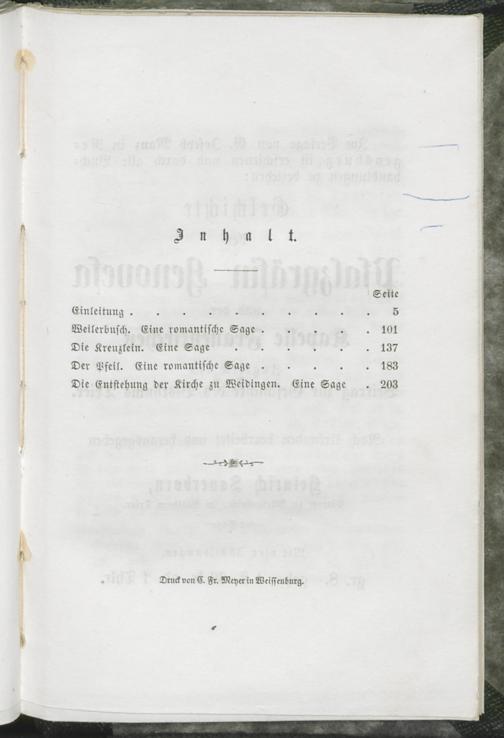 Inhalt.
Seite
Einleitung . . . . . . . . . 5
Weilerbusch. Eine romantische Sage . . . . . 101
Die Kreuzlein. Eine Sage . . . . . 137
Der Pfeil. Eine romantische Sage . . . . . 183
Die Entstehung der Kirche zu Weidingen. Eine Sage . 203
Druck von C. Fr. Meyer in Weissenburg.